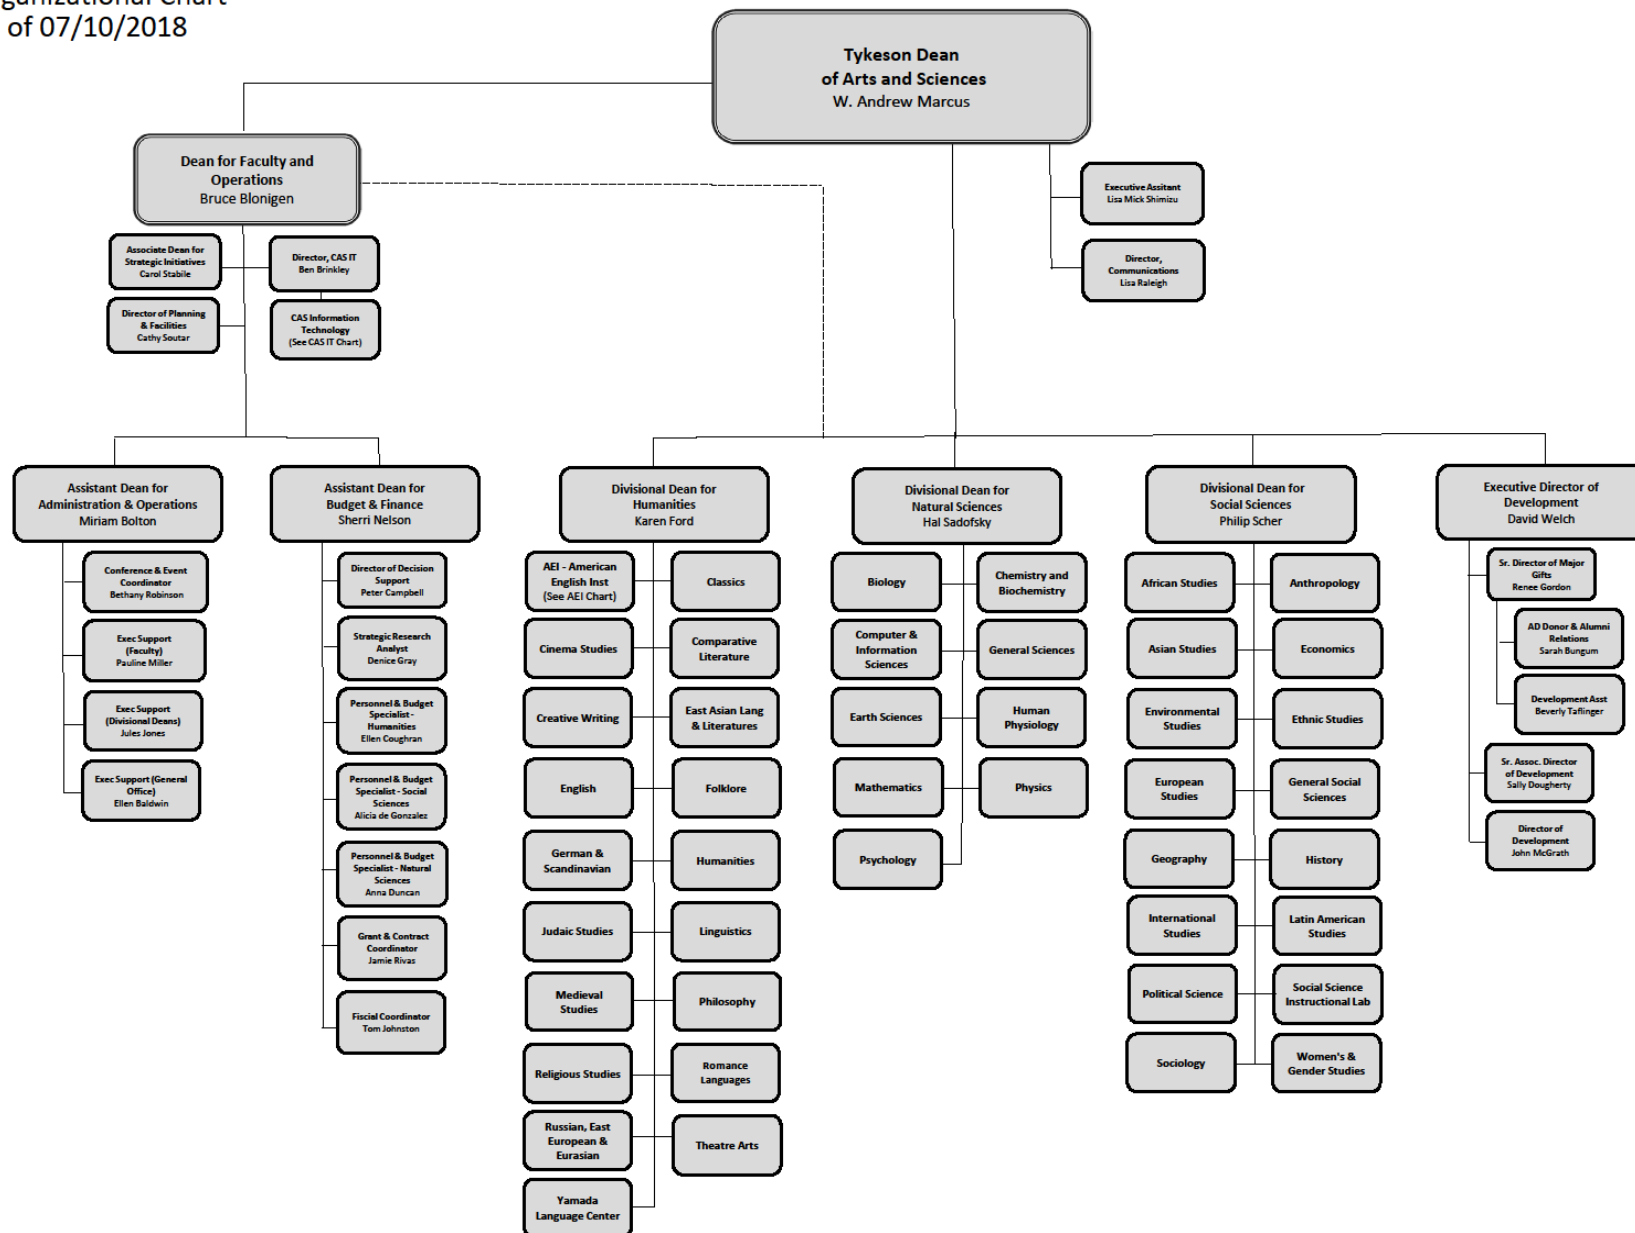 ganizational Chart
of 07/10/2018
Tykeson Dean
of Arts and Sciences
W. Andrew Marcus
Dean for Faculty and
Operations
Bruce Blonigen
Executive Assitant
Lisa Mick Shimizu
Director,
Communications
Lisa Raleigh
Associate Dean for
Strategic Initiatives
Carol Stabile
Director, CAS IT
Ben Brinkley
Director of Planning
& Facilities
Cathy Soutar
CAS Information
Technology
(See CAS IT Chart)
Assistant Dean for
Administration & Operations
Miriam Bolton
Conference & Event
Coordinator
Bethany Robinson
Exec Support
(Faculty)
Pauline Miller
Exec Support
(Divisional Deans)
Jules Jones
Exec Support (General
Office)
Ellen Baldwin
Assistant Dean for
Budget & Finance
Sherri Nelson
Director of Decision
Support
Peter Campbell
Strategic Research
Analyst
Denice Gray
Personnel & Budget
Specialist -
Humanities
Ellen Coughran
Personnel & Budget
Specialist - Social
Sciences
Alicia de Gonzalez
Personnel & Budget
Specialist - Natural
Sciences
Anna Duncan
Grant & Contract
Coordinator
Jamie Rivas
Fiscial Coordinator
Tom Johnston
Divisional Dean for
Humanities
Karen Ford
AEI - American
English Inst
(See AEI Chart)
Classics
Cinema Studies
Comparative
Literature
Creative Writing
East Asian Lang
& Literatures
English
Folklore
German &
Scandinavian
Humanities
Judaic Studies
Linguistics
Medieval
Studies
Philosophy
Religious Studies
Romance
Languages
Russian, East
European &
Eurasian
Theatre Arts
Yamada
Language Center
Divisional Dean for
Natural Sciences
Hal Sadofsky
Biology
Chemistry and
Biochemistry
Computer &
Information
Sciences
General Sciences
Earth Sciences
Human
Physiology
Mathematics
Physics
Psychology
Divisional Dean for
Social Sciences
Philip Scher
African Studies
Anthropology
Asian Studies
Economics
Environmental
Studies
Ethnic Studies
European
Studies
General Social
Sciences
Geography
History
International
Studies
Latin American
Studies
Political Science
Social Science
Instructional Lab
Sociology
Women's &
Gender Studies
Executive Director of
Development
David Welch
Sr. Director of Major
Gifts
Renee Gordon
AD Donor & Alumni
Relations
Sarah Bungum
Development Asst
Beverly Taflinger
Sr. Assoc. Director
of Development
Sally Dougherty
Director of
Development
John McGrath